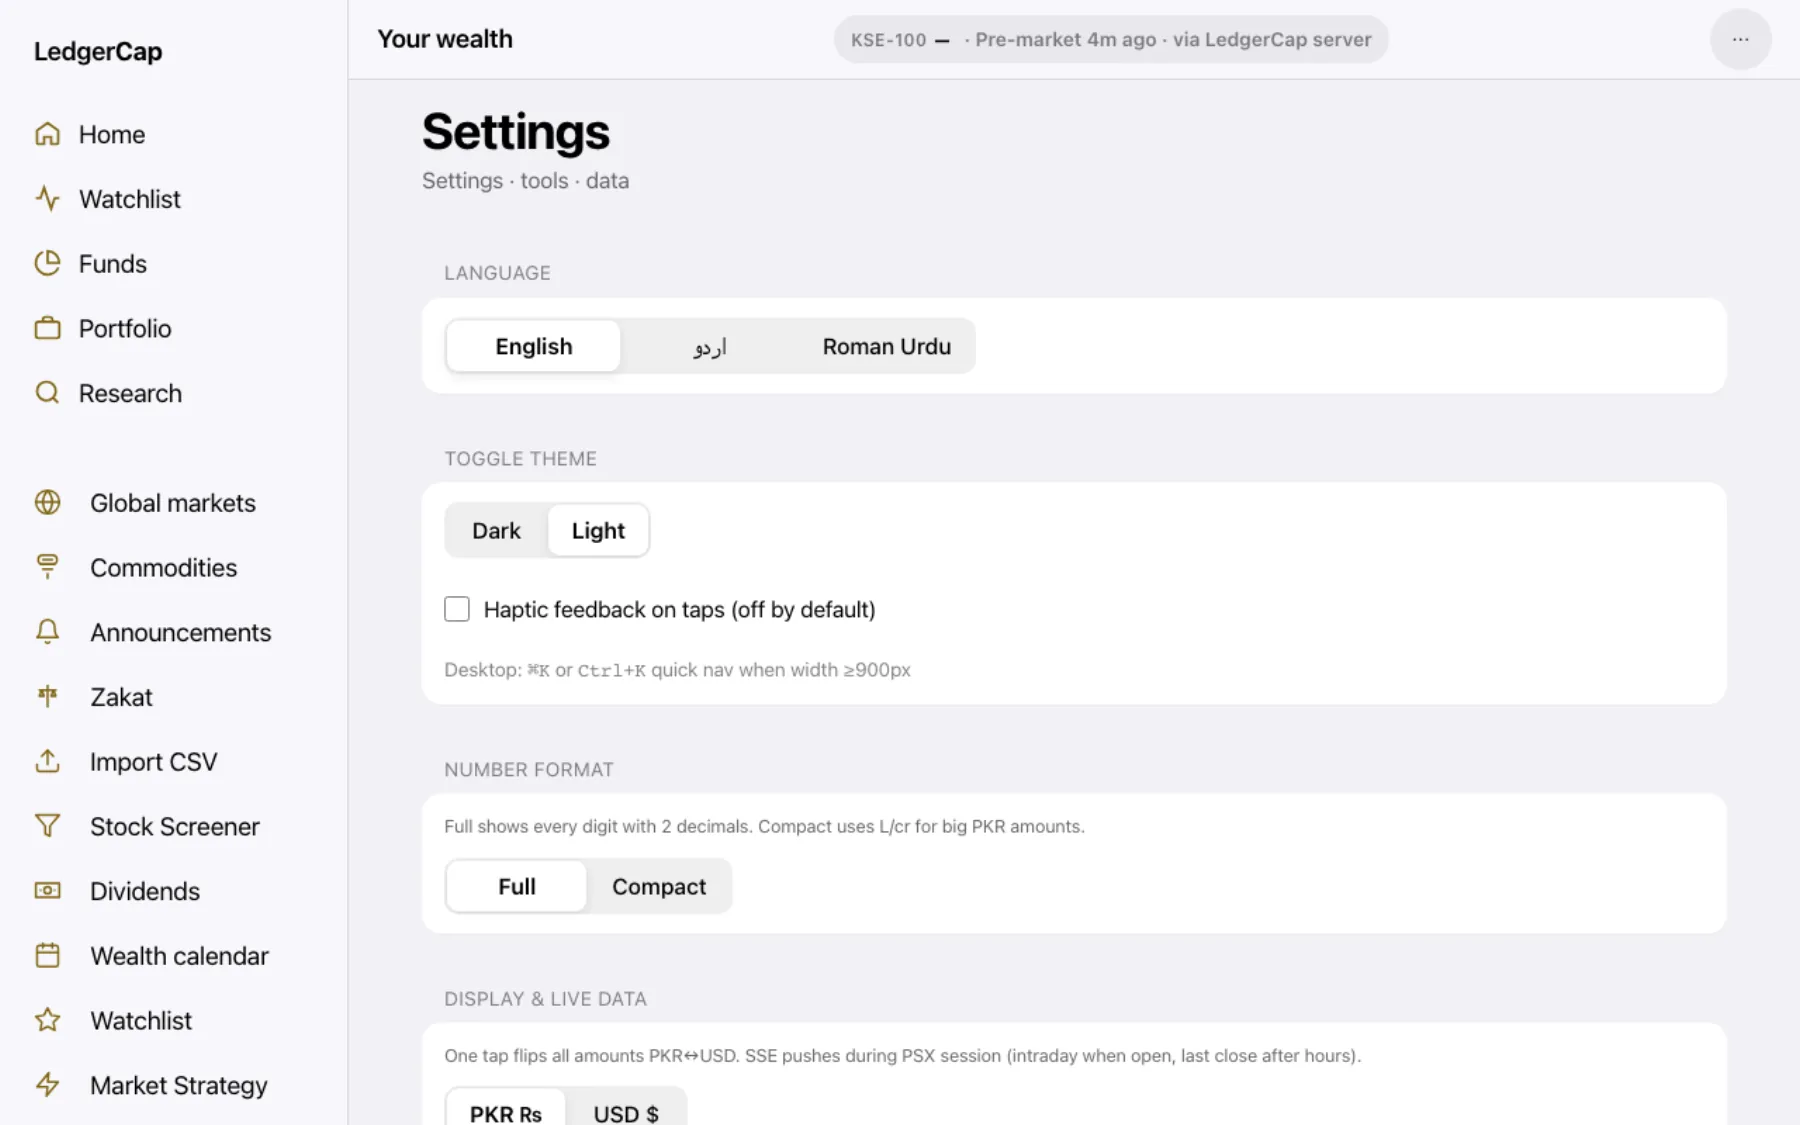 LedgerCap
Home
Watchlist
Funds
Portfolio
Research
Global markets
Commodities
Announcements
Zakat
Import CSV
Stock Screener
Dividends
Wealth calendar
Watchlist
Market Strategy
Your wealth
KSE-100 — · Pre-market 4m ago · via LedgerCap server
...
Settings
Settings · tools · data
LANGUAGE
English
اردو
Roman Urdu
TOGGLE THEME
Dark
Light
Haptic feedback on taps (off by default)
Desktop: ⌘K or Ctrl+K quick nav when width ≥900px
NUMBER FORMAT
Full shows every digit with 2 decimals. Compact uses L/cr for big PKR amounts.
Full
Compact
DISPLAY & LIVE DATA
One tap flips all amounts PKR↔USD. SSE pushes during PSX session (intraday when open, last close after hours).
PKR ₨
USD $